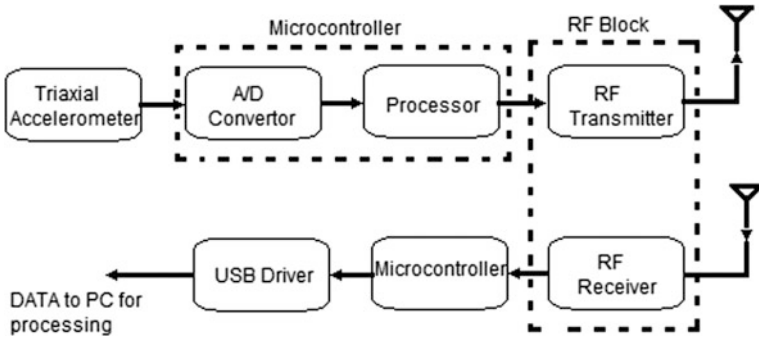 Microcontroller
RF Block
Triaxial
Accelerometer
A/D
Convertor
Processor
RF
Transmitter
USB Driver
Microcontroller
RF
Receiver
DATA to PC for
processing